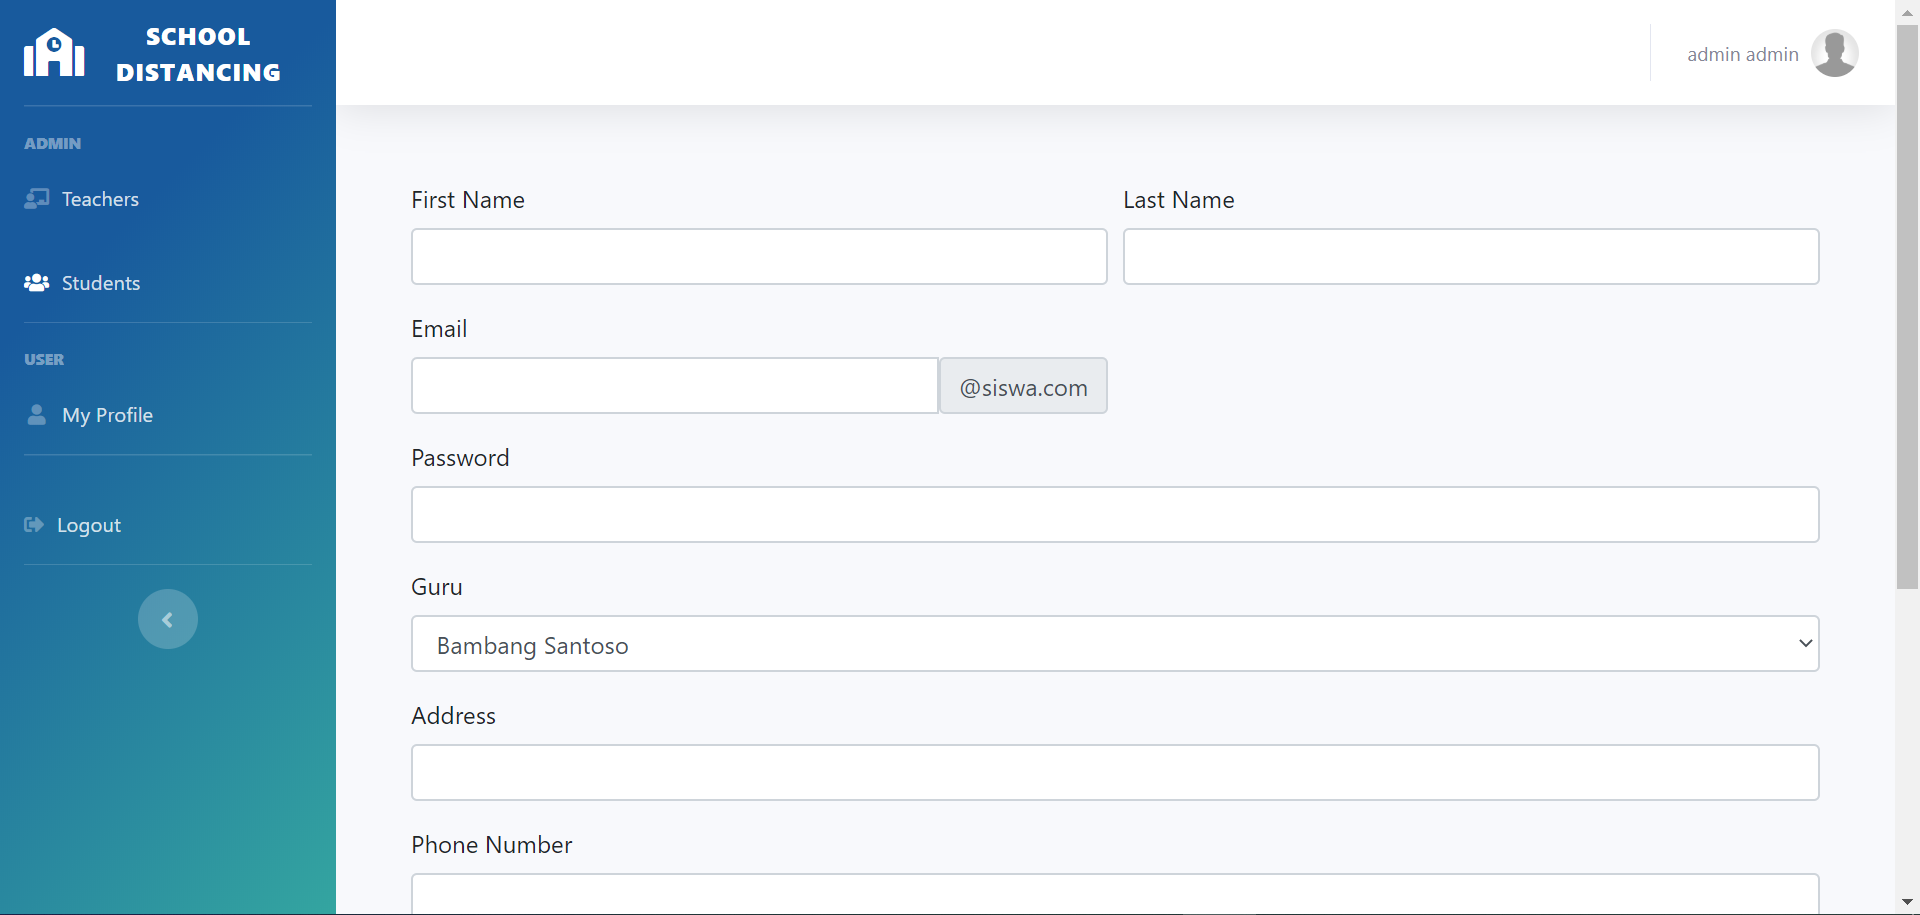 SCHOOL
DISTANCING
ADMIN
Teachers
Students
USER
My Profile
Logout
admin admin
First Name
Last Name
Email
@siswa.com
Password
Guru
Bambang Santoso
Address
Phone Number